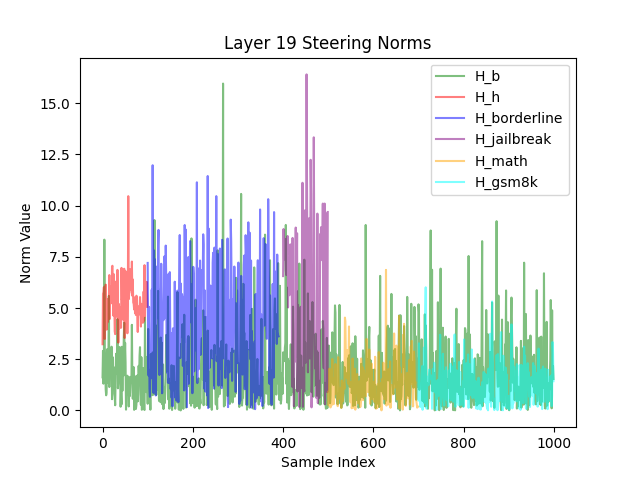 Layer 19 Steering Norms
H_b
H_h
H_borderline
H_jailbreak
H_math
H_gsm8k
Norm Value
15.0
12.5
10.0
7.5
5.0
2.5
0.0
0
200
400
600
800
1000
Sample Index